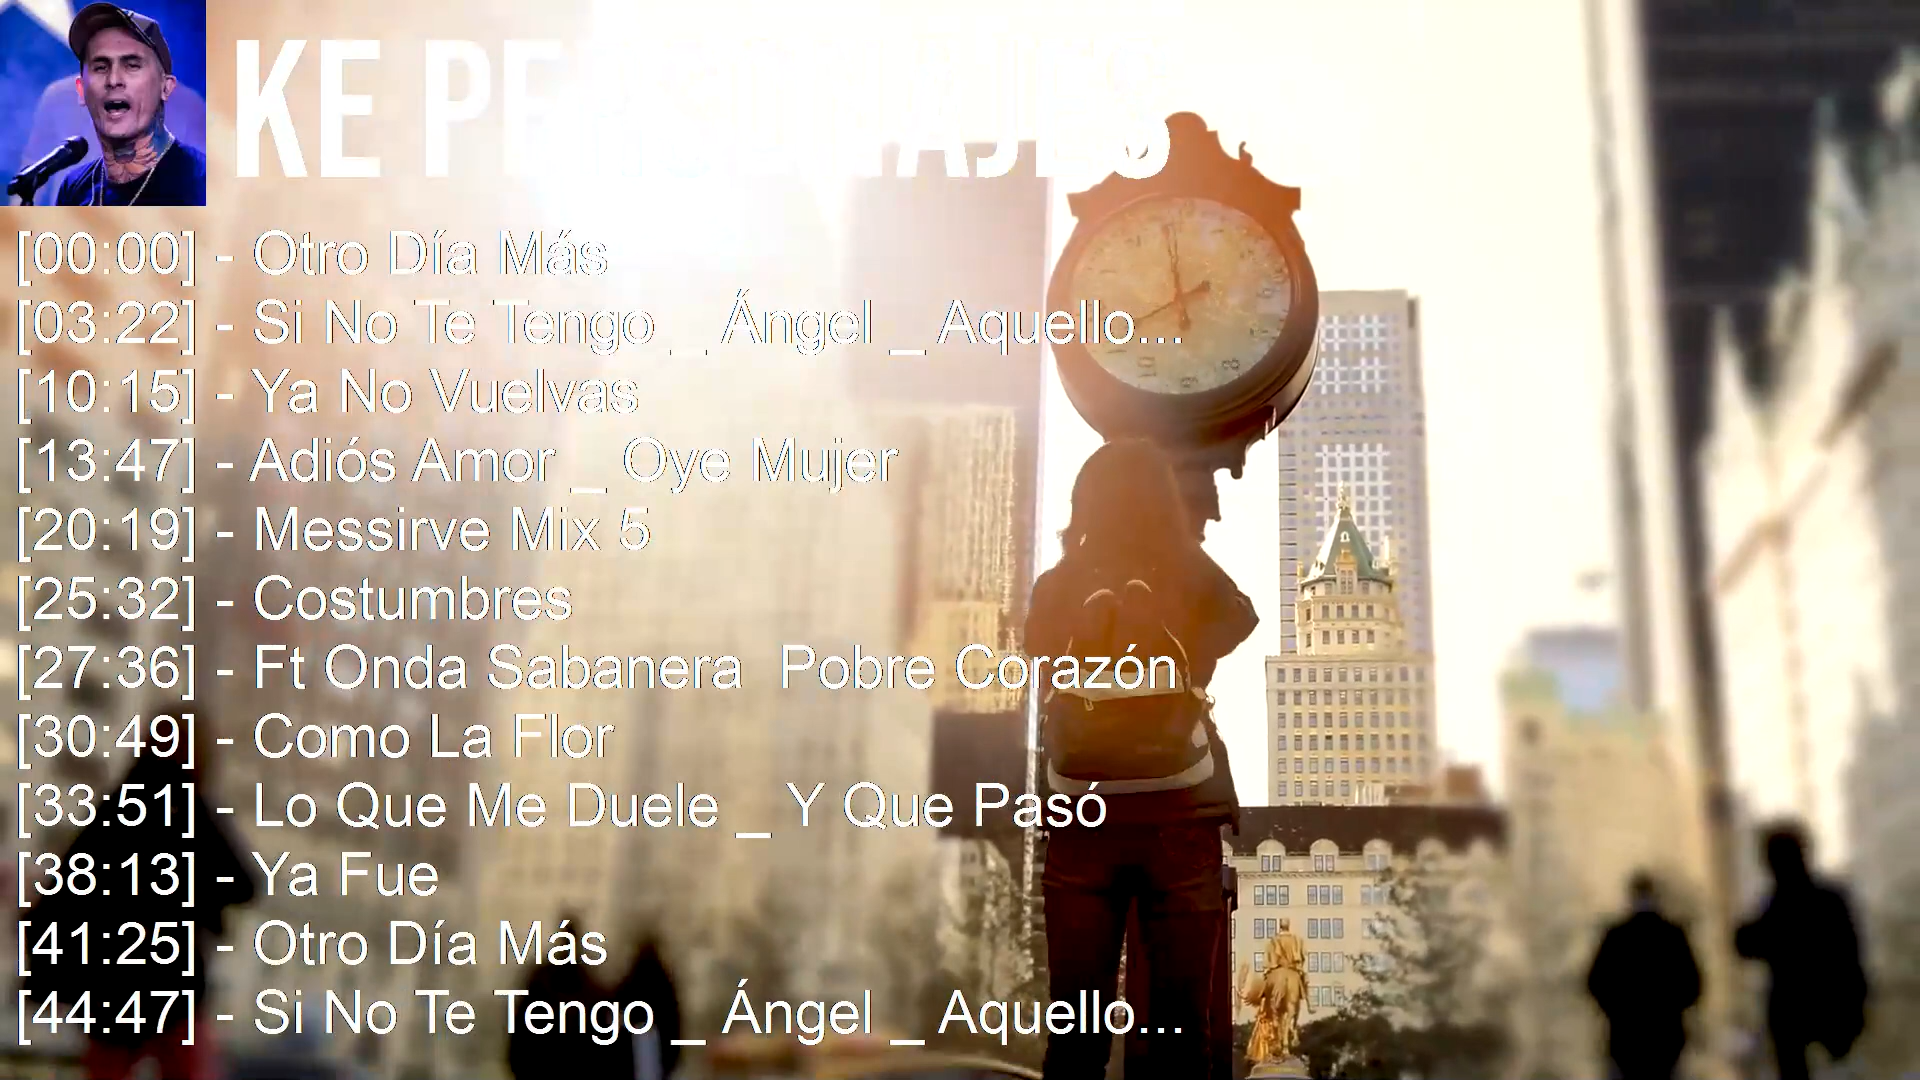 KE PERSONAJES
[00:00] - Otro Día Más
[03:22] - Si No Te Tengo _ Ángel _ Aquello...
[10:15] - Ya No Vuelvas
[13:47] - Adiós Amor _ Oye Mujer
[20:19] - Messirve Mix 5
[25:32] - Costumbres
[27:36] - Ft Onda Sabanera  Pobre Corazón
[30:49] - Como La Flor
[33:51] - Lo Que Me Duele _ Y Que Pasó
[38:13] - Ya Fue
[41:25] - Otro Día Más
[44:47] - Si No Te Tengo _ Ángel _ Aquello...